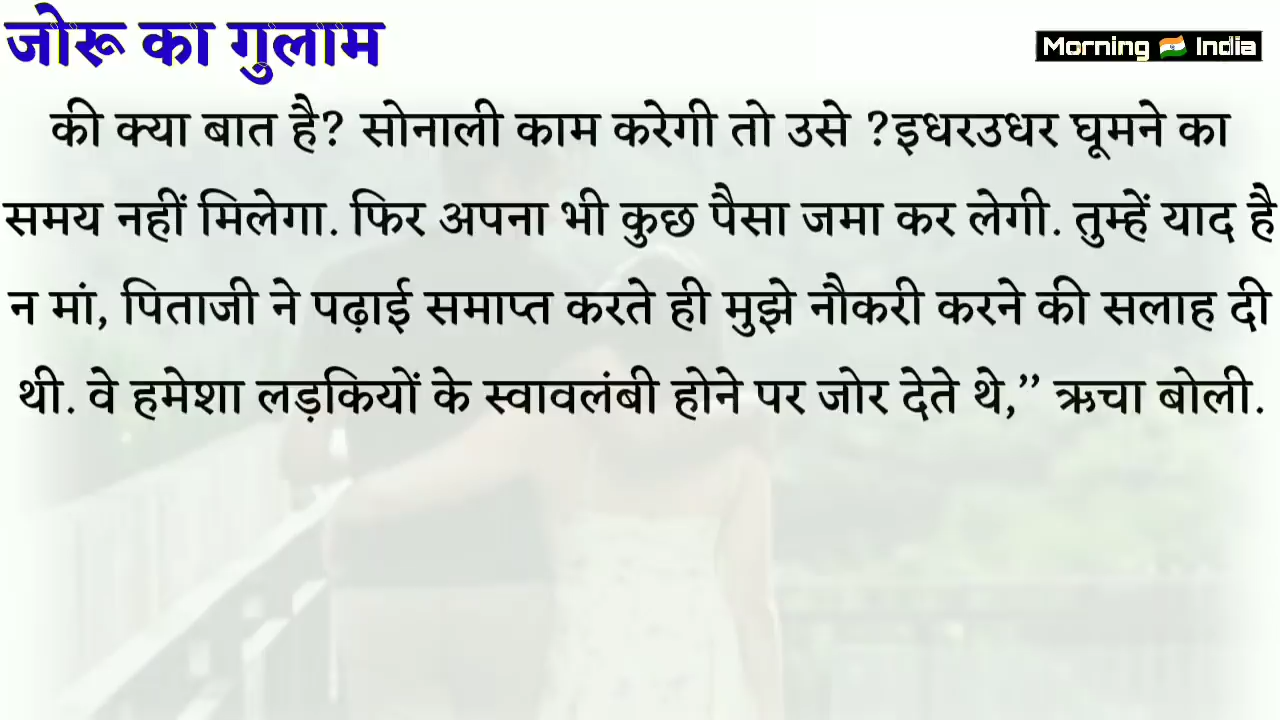 जोरू का गुलाम
Morning India
की क्या बात है? सोनाली काम करेगी तो उसे ?इधरउधर घूमने का
समय नहीं मिलेगा. फिर अपना भी कुछ पैसा जमा कर लेगी. तुम्हें याद है
न मां, पिताजी ने पढ़ाई समाप्त करते ही मुझे नौकरी करने की सलाह दी
थी. वे हमेशा लड़कियों के स्वावलंबी होने पर जोर देते थे,’’ ऋचा बोली.